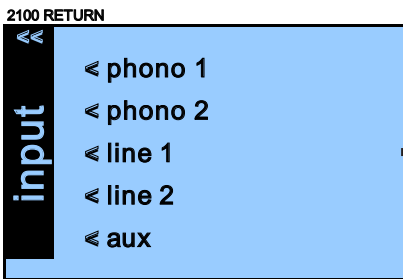 2100 RETURN
<<
input
< phono 1
< phono 2
< line 1
< line 2
< aux